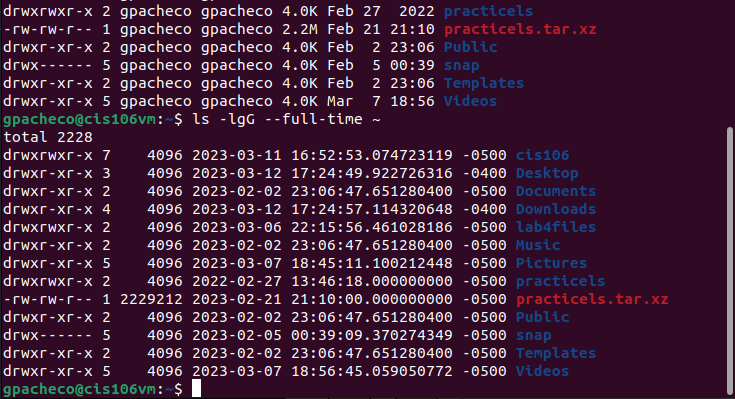 drwxrwxr-x 2 gpacheco gpacheco 4.0K Feb 27  2022 practicels
-rw-rw-r-- 1 gpacheco gpacheco 2.2M Feb 21 21:10 practicels.tar.xz
drwxr-xr-x 2 gpacheco gpacheco 4.0K Feb  2 23:06 Public
drwx------ 5 gpacheco gpacheco 4.0K Feb  5 00:39 snap
drwxr-xr-x 2 gpacheco gpacheco 4.0K Feb  2 23:06 Templates
drwxr-xr-x 5 gpacheco gpacheco 4.0K Mar  7 18:56 Videos
gpacheco@cis106vm:~$ ls -lgG --full-time ~
total 2228
drwxrwxr-x 7    4096 2023-03-11 16:52:53.074723119 -0500 cis106
drwxr-xr-x 3    4096 2023-03-12 17:24:49.922726316 -0400 Desktop
drwxr-xr-x 2    4096 2023-02-02 23:06:47.651280400 -0500 Documents
drwxr-xr-x 4    4096 2023-03-12 17:24:57.114320648 -0400 Downloads
drwxrwxr-x 2    4096 2023-03-06 22:15:56.461028186 -0500 lab4files
drwxr-xr-x 2    4096 2023-02-02 23:06:47.651280400 -0500 Music
drwxr-xr-x 5    4096 2023-03-07 18:45:11.100212448 -0500 Pictures
drwxrwxr-x 2    4096 2022-02-27 13:46:18.000000000 -0500 practicels
-rw-rw-r-- 1 2229212 2023-02-21 21:10:00.000000000 -0500 practicels.tar.xz
drwxr-xr-x 2    4096 2023-02-02 23:06:47.651280400 -0500 Public
drwx------ 5    4096 2023-02-05 00:39:09.370274349 -0500 snap
drwxr-xr-x 2    4096 2023-02-02 23:06:47.651280400 -0500 Templates
drwxr-xr-x 5    4096 2023-03-07 18:56:45.059050772 -0500 Videos
gpacheco@cis106vm:~$